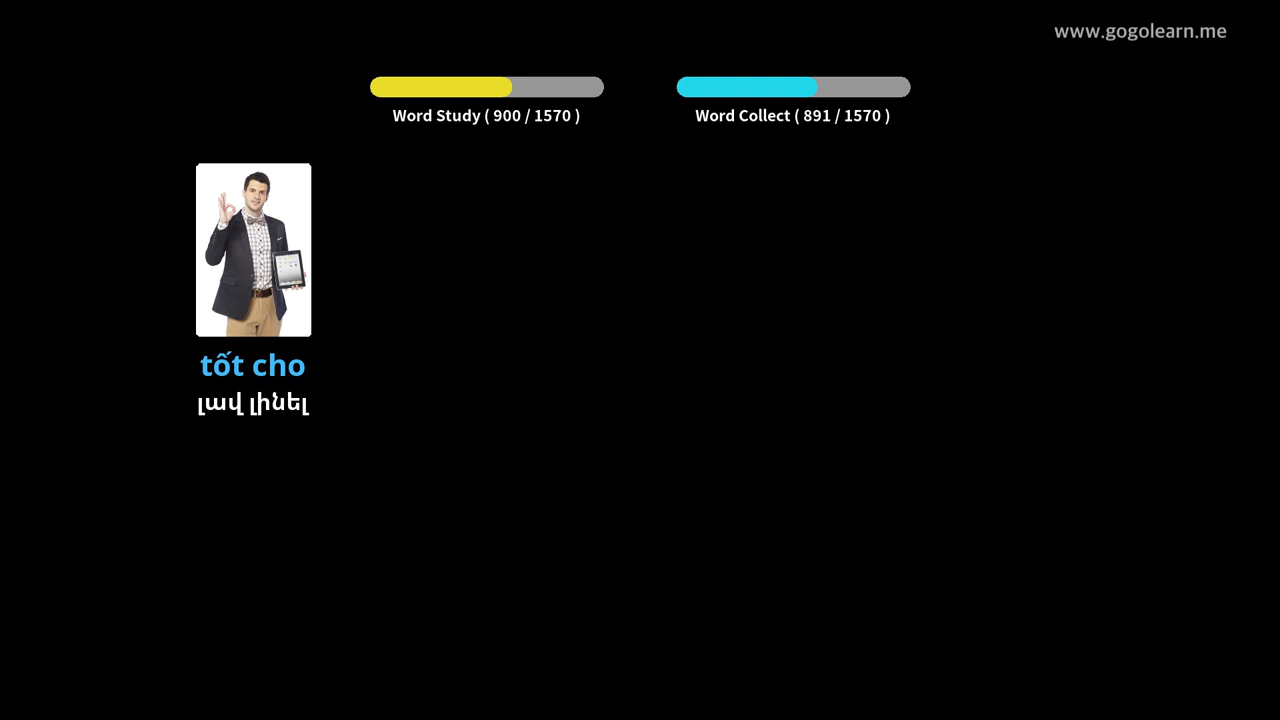 www.gogolearn.me
Word Study ( 900 / 1570 )
Word Collect ( 891 / 1570 )
tốt cho
լավ լինել